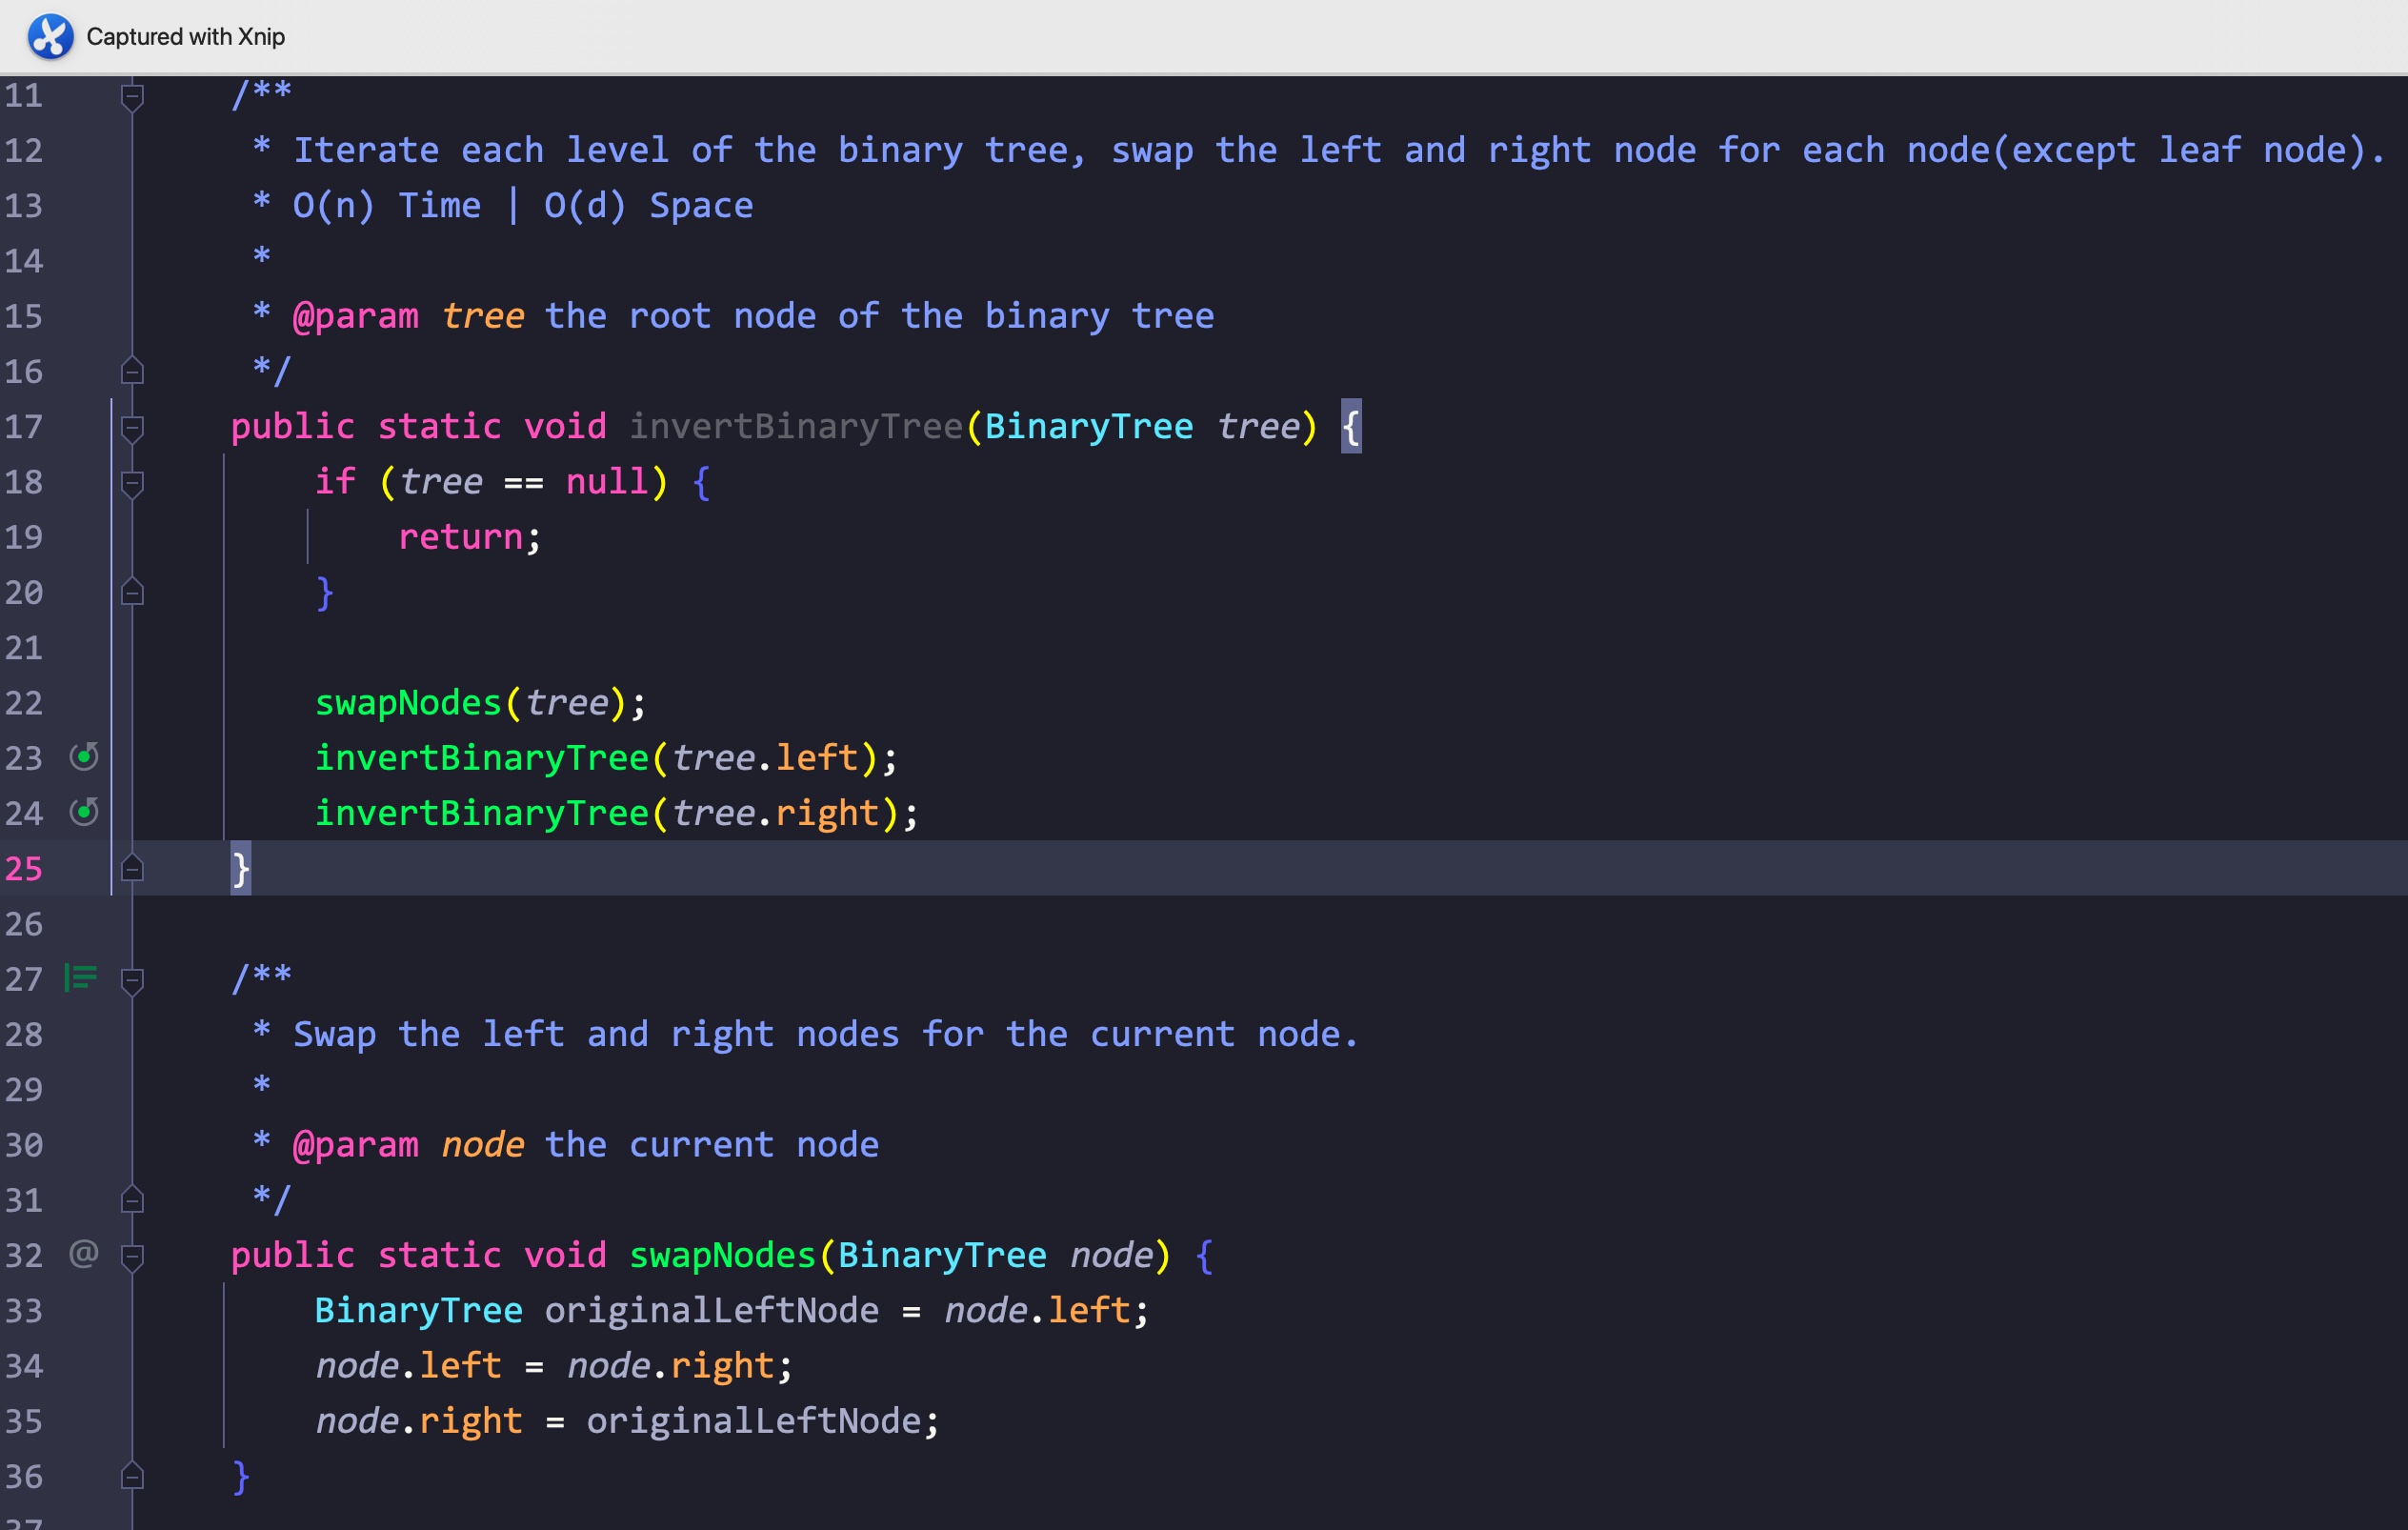 Captured with Xnip
11 /**
12 * Iterate each level of the binary tree, swap the left and right node for each node(except leaf node).
13 * O(n) Time | O(d) Space
14 *
15 * @param tree the root node of the binary tree
16 */
17 public static void invertBinaryTree(BinaryTree tree) {
18 if (tree == null) {
19 return;
20 }
21
22 swapNodes(tree);
23 invertBinaryTree(tree.left);
24 invertBinaryTree(tree.right);
25 }
26
27 /**
28 * Swap the left and right nodes for the current node.
29 *
30 * @param node the current node
31 */
32 @ public static void swapNodes(BinaryTree node) {
33 BinaryTree originalLeftNode = node.left;
34 node.left = node.right;
35 node.right = originalLeftNode;
36 }
37